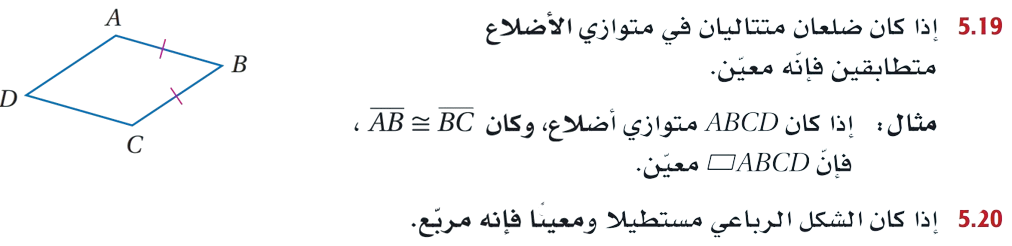 5.19 إذا كان ضلعان متتاليان في متوازي الأضلاع
متطابقين فإنّه معيّن.
مثال: إذا كان ABCD متوازي أضلاع، وكان AB ≅ BC ،
فإنّ ▱ABCD معيّن.
5.20 إذا كان الشكل الرباعي مستطيلا ومعينًا فإنه مربّع.
A
B
D
C